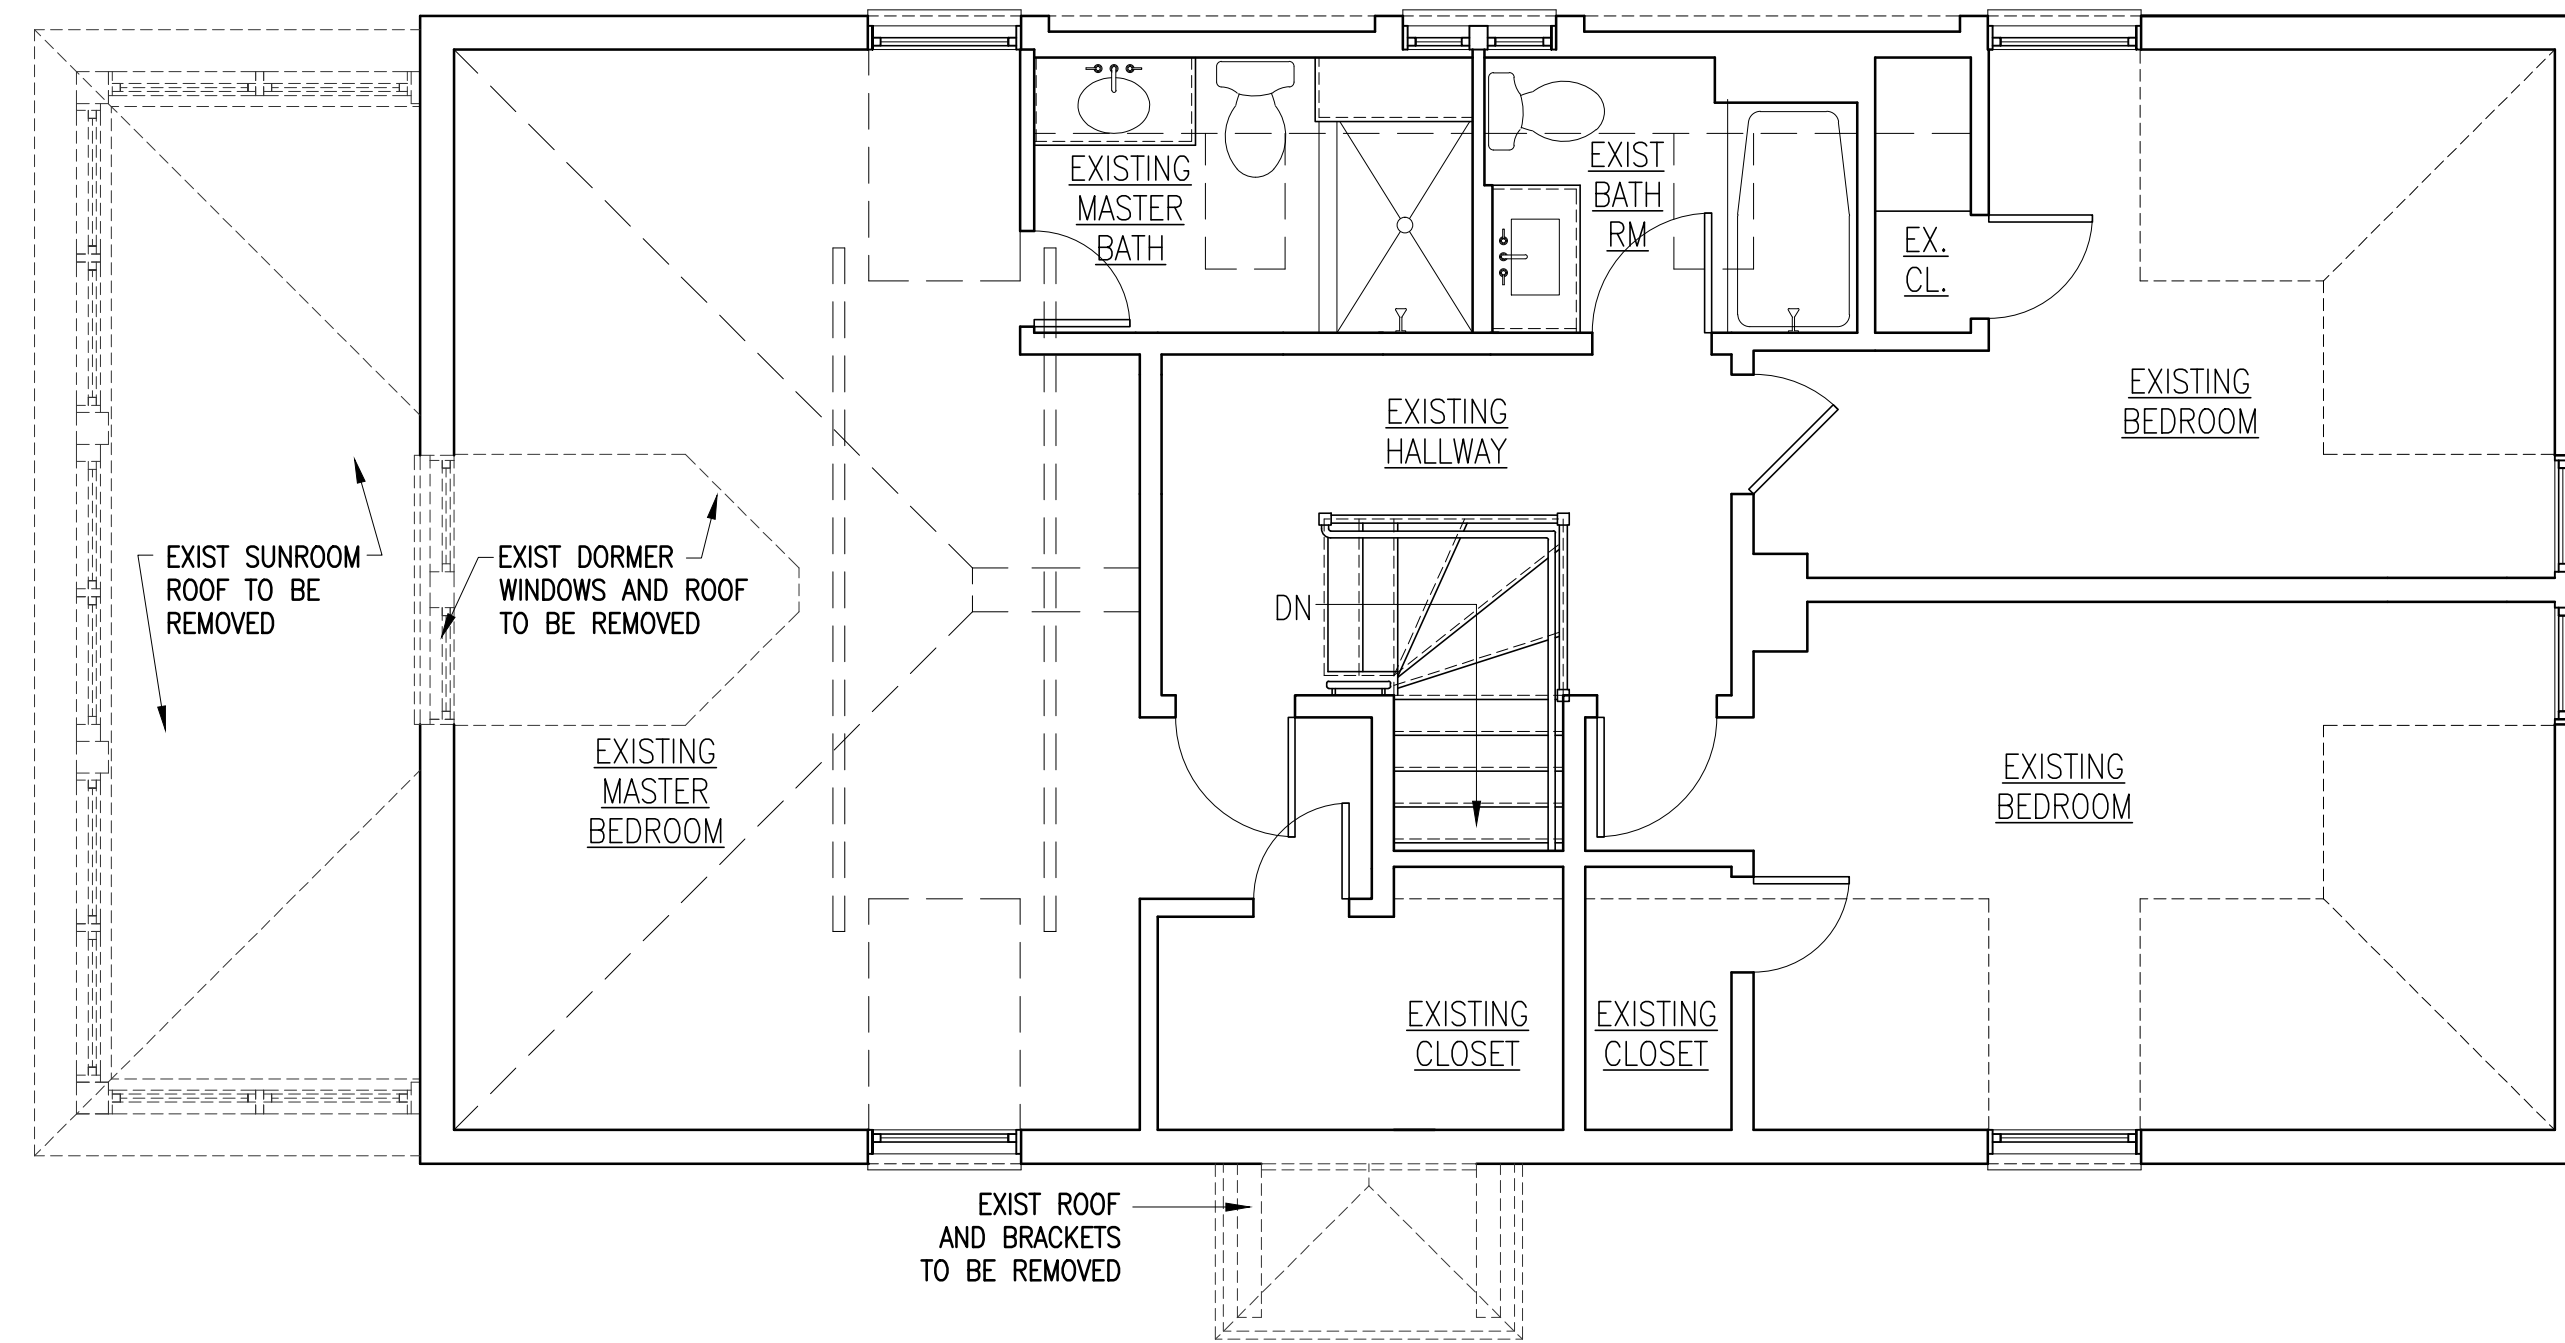 EXISTING
MASTER
BATH
EXIST
BATH
RM
EX.
CL.
EXISTING
HALLWAY
EXISTING
BEDROOM
EXIST SUNROOM
ROOF TO BE
REMOVED
EXIST DORMER
WINDOWS AND ROOF
TO BE REMOVED
DN
EXISTING
MASTER
BEDROOM
EXISTING
BEDROOM
EXISTING
CLOSET
EXISTING
CLOSET
EXIST ROOF
AND BRACKETS
TO BE REMOVED